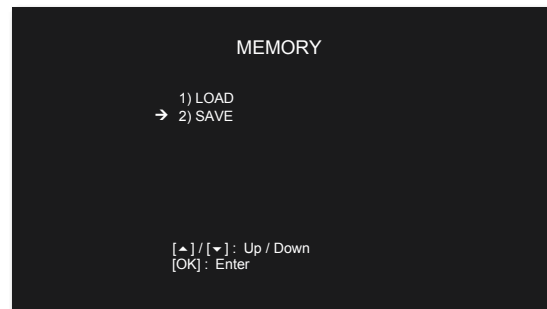 MEMORY
1) LOAD
➔ 2) SAVE
[▲] / [▼] : Up / Down
[OK] : Enter